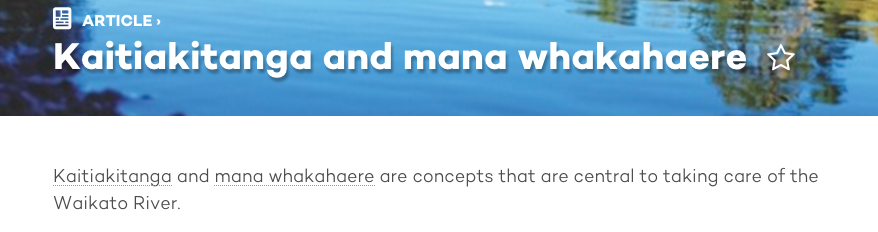 ARTICLE ›
Kaitiakitanga and mana whakahaere
Kaitiakitanga and mana whakahaere are concepts that are central to taking care of the
Waikato River.